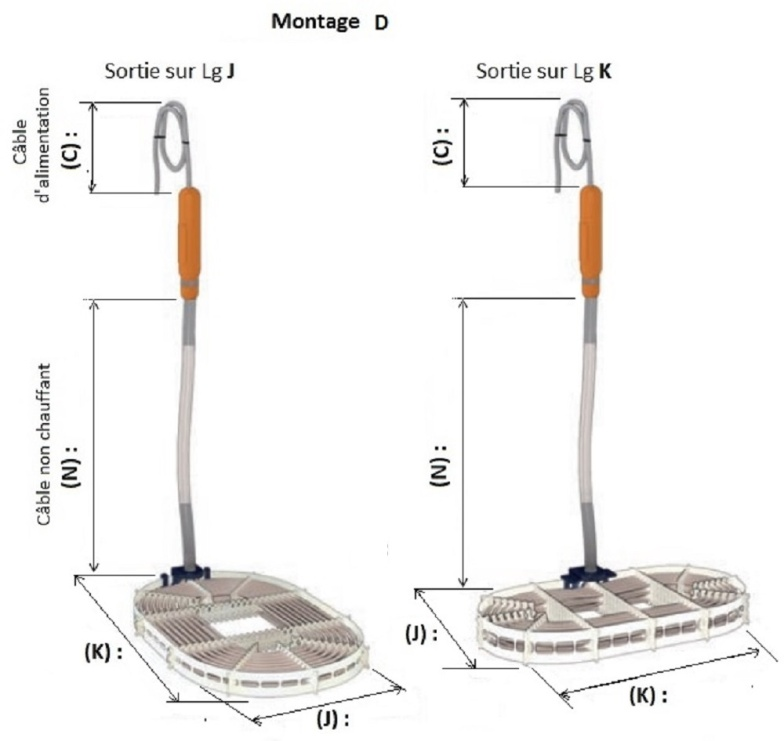 Montage D
Sortie sur Lg J
Sortie sur Lg K
Câble
d'alimentation
(C) :
(C) :
Câble non chauffant
(N) :
(N) :
(K) :
(J) :
(J) :
(K) :